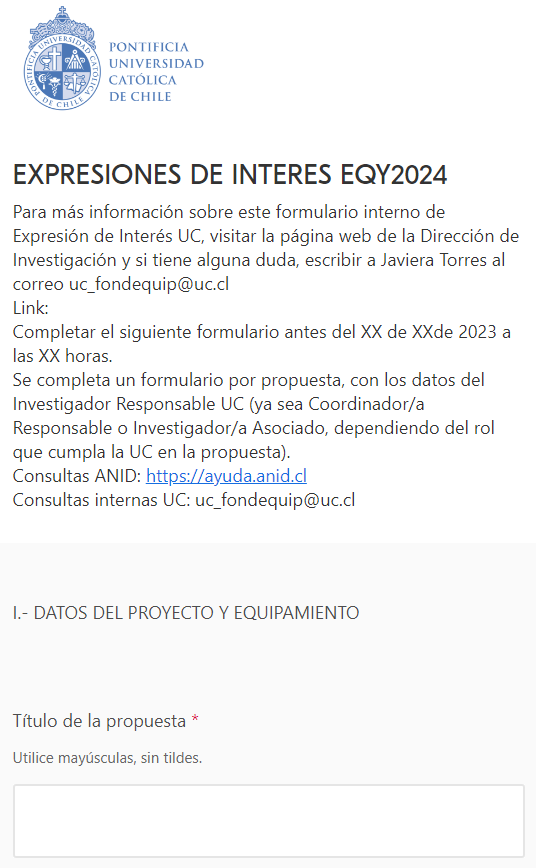 PONTIFICIA
UNIVERSIDAD
CATÓLICA
DE CHILE
EXPRESIONES DE INTERES EQY2024
Para más información sobre este formulario interno de
Expresión de Interés UC, visitar la página web de la Dirección de
Investigación y si tiene alguna duda, escribir a Javiera Torres al
correo uc_fondequip@uc.cl
Link:
Completar el siguiente formulario antes del XX de XXde 2023 a
las XX horas.
Se completa un formulario por propuesta, con los datos del
Investigador Responsable UC (ya sea Coordinador/a
Responsable o Investigador/a Asociado, dependiendo del rol
que cumpla la UC en la propuesta).
Consultas ANID: https://ayuda.anid.cl
Consultas internas UC: uc_fondequip@uc.cl
I.- DATOS DEL PROYECTO Y EQUIPAMIENTO
Título de la propuesta *
Utilice mayúsculas, sin tildes.